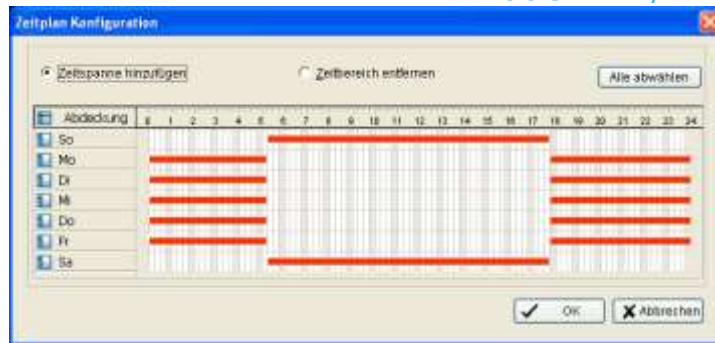 Zeitplan Konfiguration
Zeitspanne hinzufügen
Zeitbereich entfernen
Alle abwählen
Abdeckung 0 1 2 3 4 5 6 7 8 9 10 11 12 13 14 15 16 17 18 19 20 21 22 23 24
So
Mo
Di
Mi
Do
Fr
Sa
OK
Abbrechen